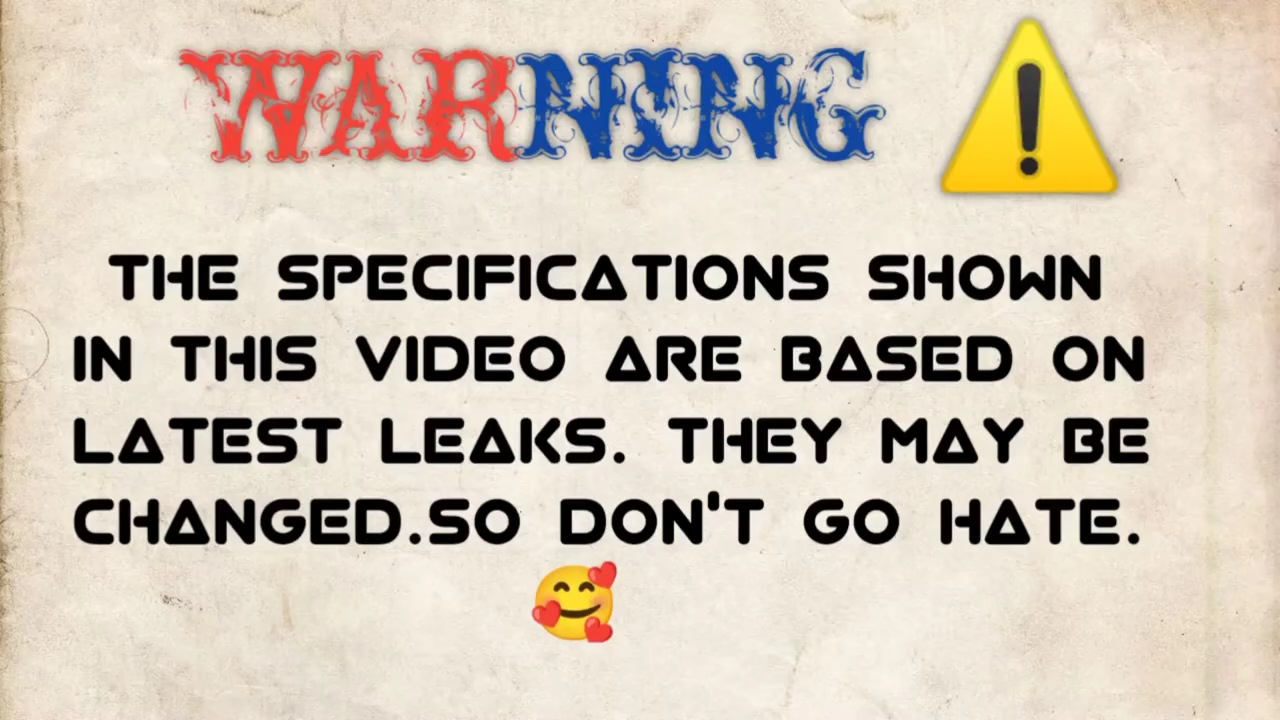 WARNING ⚠️
THE SPECIFICATIONS SHOWN
IN THIS VIDEO ARE BASED ON
LATEST LEAKS. THEY MAY BE
CHANGED.SO DON'T GO HATE.
🥰